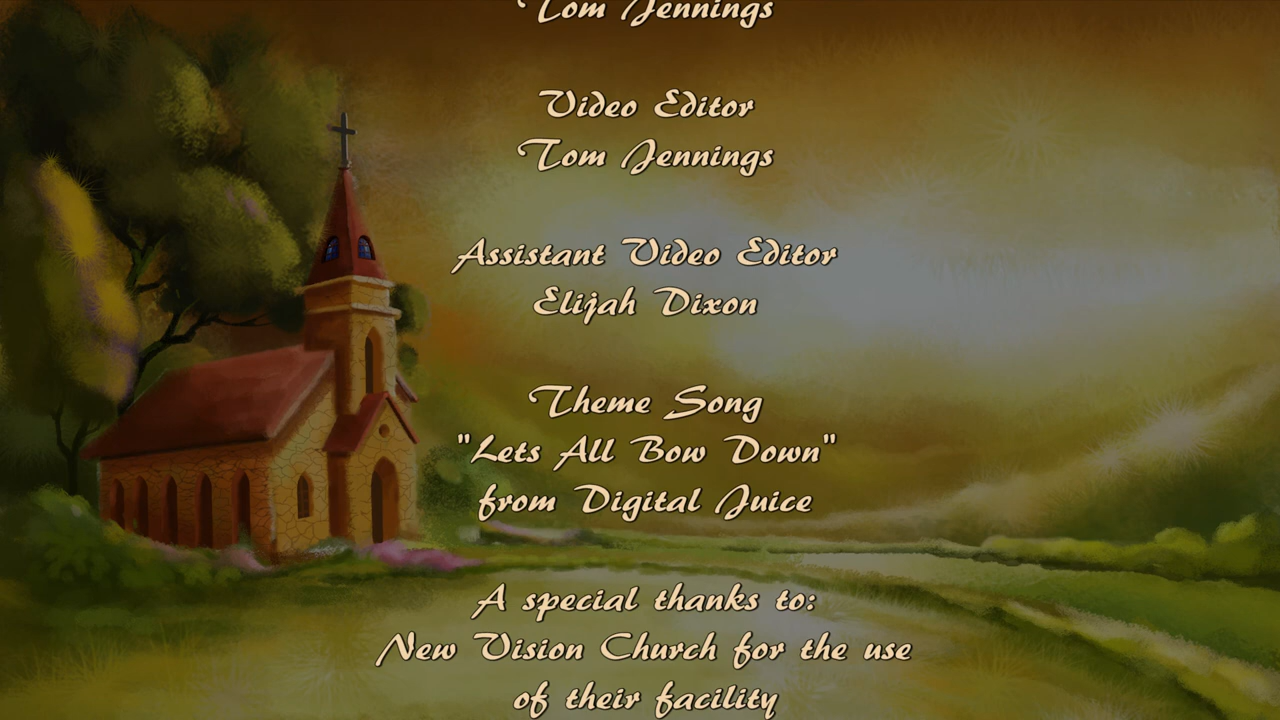 Tom Jennings
Video Editor
Tom Jennings
Assistant Video Editor
Elijah Dixon
Theme Song
"Lets All Bow Down"
from Digital Juice
A special thanks to:
New Vision Church for the use
of their facility